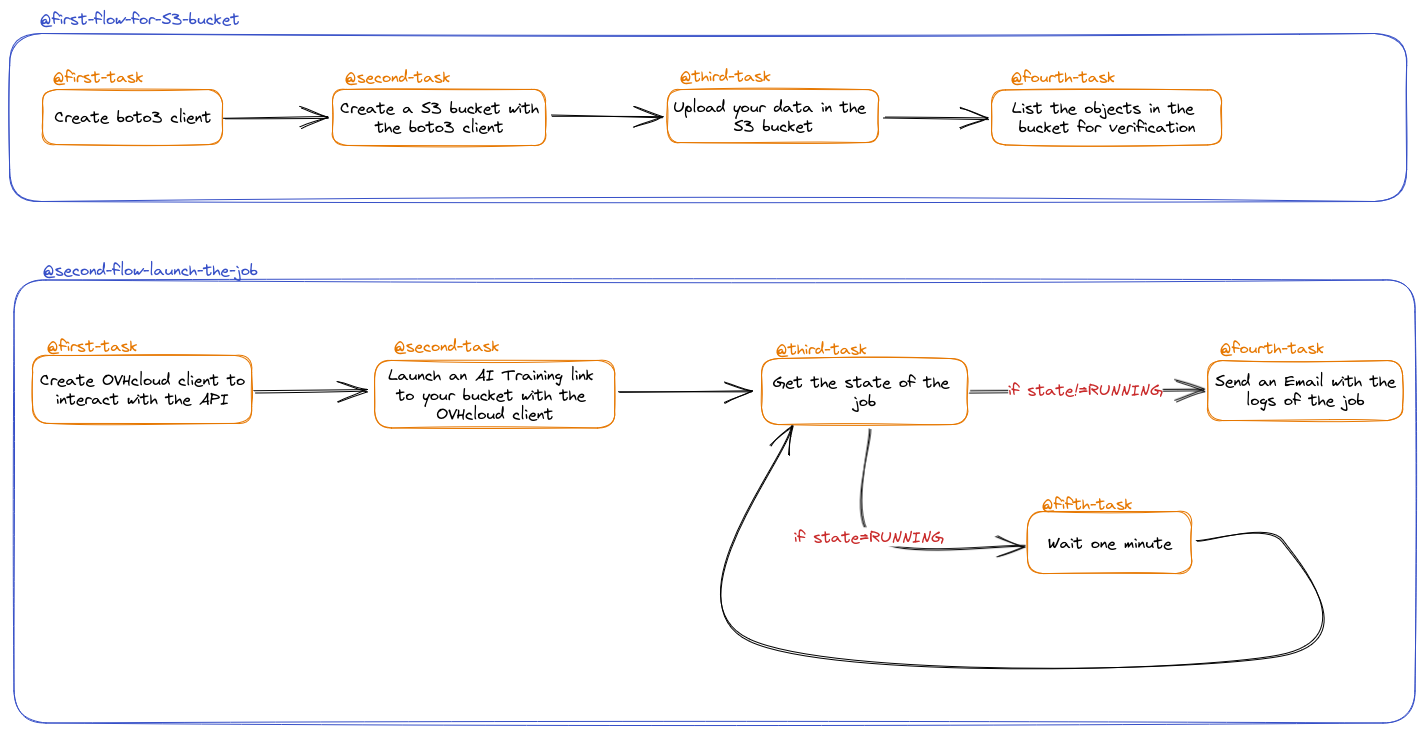 @first-flow-for-S3-bucket
@first-task
Create boto3 client
@second-task
Create a S3 bucket with
the boto3 client
@third-task
Upload your data in the
S3 bucket
@fourth-task
List the objects in the
bucket for verification
@second-flow-launch-the-job
@first-task
Create OVHcloud client to
interact with the API
@second-task
Launch an AI Training link
to your bucket with the
OVHcloud client
@third-task
Get the state of the
job
if state!=RUNNING
@fourth-task
Send an Email with the
logs of the job
if state=RUNNING
@fifth-task
Wait one minute